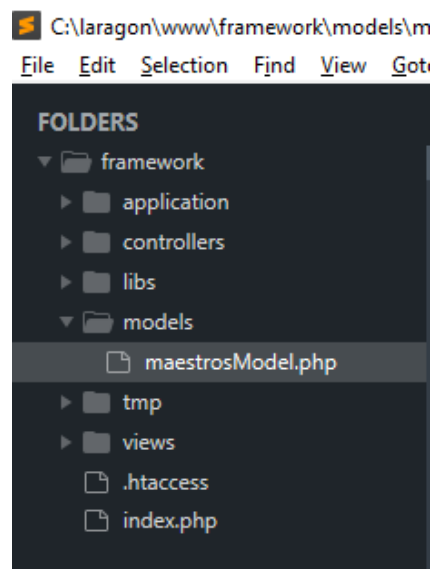 C:\laragon\www\framework\models\m
File Edit Selection Find View Goto
FOLDERS
framework
application
controllers
libs
models
maestrosModel.php
tmp
views
.htaccess
index.php